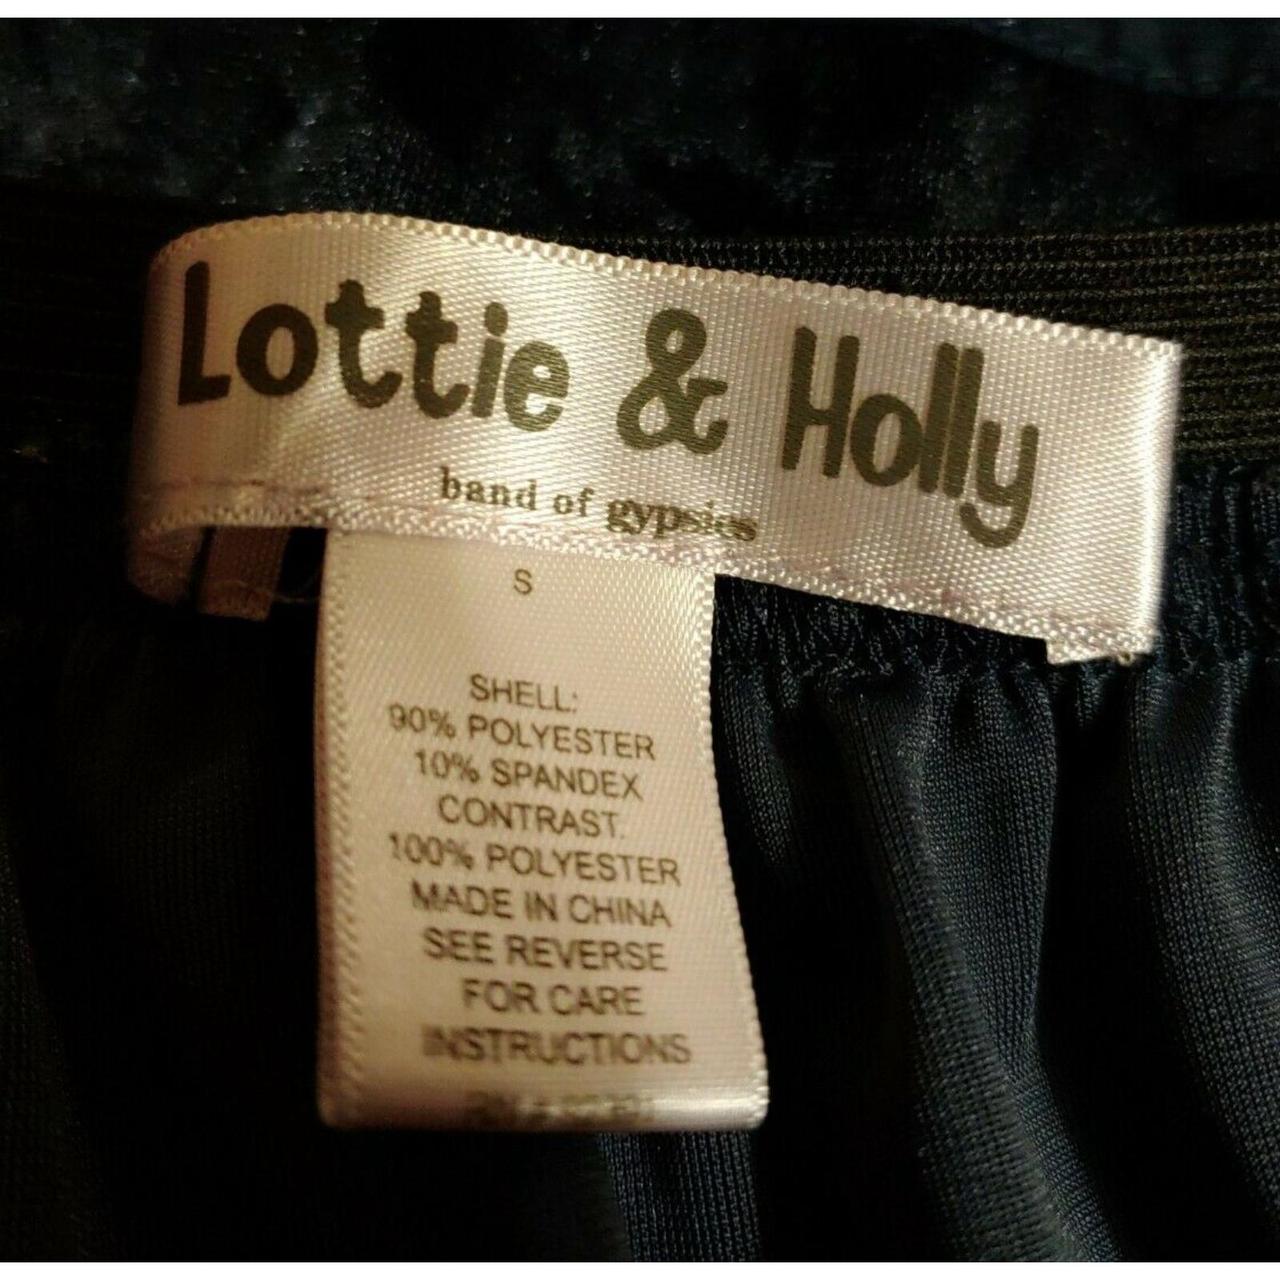 Lottie & Holly
band of gypsies
S
SHELL:
90% POLYESTER
10% SPANDEX
CONTRAST:
100% POLYESTER
MADE IN CHINA
SEE REVERSE
FOR CARE
INSTRUCTIONS